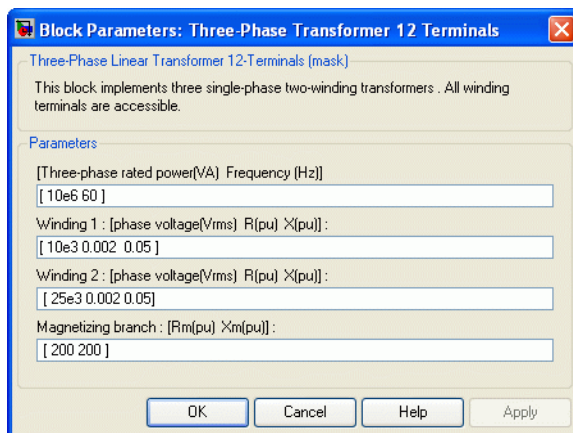 Block Parameters: Three-Phase Transformer 12 Terminals
Three-Phase Linear Transformer 12-Terminals (mask)
This block implements three single-phase two-winding transformers . All winding
terminals are accessible.
Parameters
[Three-phase rated power(VA) Frequency (Hz)]
[ 10e6 60 ]
Winding 1 : [phase voltage(Vrms) R(pu) X(pu)] :
[ 10e3 0.002 0.05 ]
Winding 2 : [phase voltage(Vrms) R(pu) X(pu)] :
[ 25e3 0.002 0.05]
Magnetizing branch : [Rm(pu) Xm(pu)] :
[ 200 200 ]
OK Cancel Help Apply